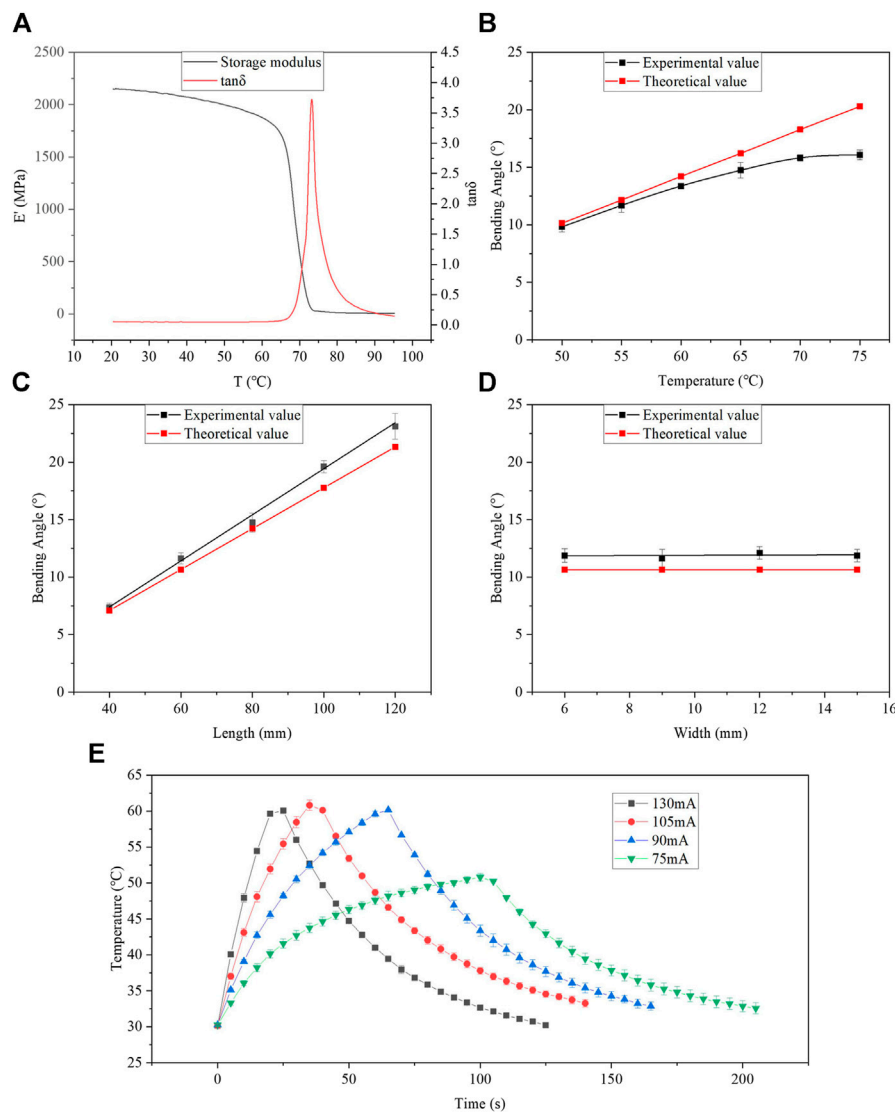 A
Storage modulus
tanδ
2500
2000
1500
1000
500
0
E' (MPa)
4.5
4.0
3.5
3.0
2.5
2.0
1.5
1.0
0.5
0.0
tanδ
10 20 30 40 50 60 70 80 90 100
T (℃)
B
Experimental value
Theoretical value
25
20
15
10
5
0
Bending Angle (°)
50 55 60 65 70 75
Temperature (℃)
C
Experimental value
Theoretical value
25
20
15
10
5
0
Bending Angle (°)
40 60 80 100 120
Length (mm)
D
Experimental value
Theoretical value
25
20
15
10
5
0
Bending Angle (°)
6 8 10 12 14 16
Width (mm)
E
130mA
105mA
90mA
75mA
65
60
55
50
45
40
35
30
25
Temperature (℃)
0 50 100 150 200
Time (s)